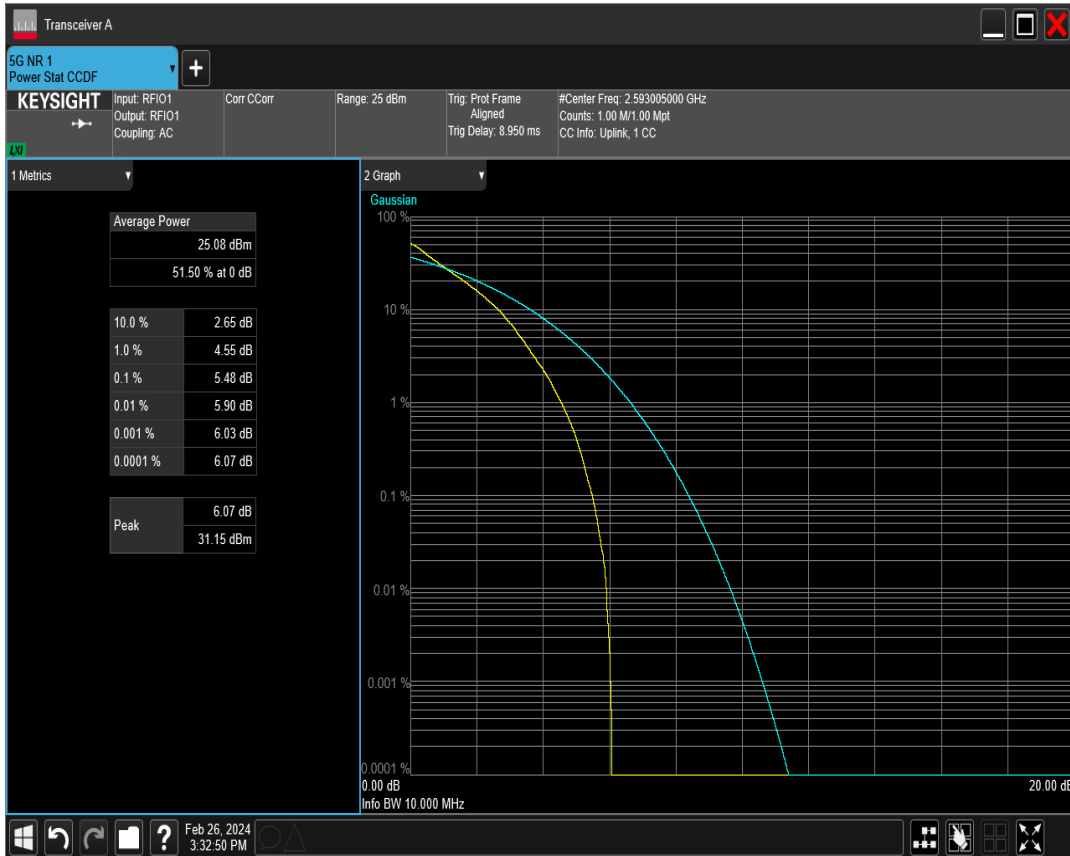 Transceiver A
5G NR 1
Power Stat CCDF
+
KEYSIGHT
LXI
Input: RFIO1
Output: RFIO1
Coupling: AC
Corr CCorr
Range: 25 dBm
Trig: Prot Frame
Aligned
Trig Delay: 8.950 ms
#Center Freq: 2.593005000 GHz
Counts: 1.00 M/1.00 Mpt
CC Info: Uplink, 1 CC
1 Metrics
Average Power
25.08 dBm
51.50 % at 0 dB
10.0 % 2.65 dB
1.0 % 4.55 dB
0.1 % 5.48 dB
0.01 % 5.90 dB
0.001 % 6.03 dB
0.0001 % 6.07 dB
Peak
6.07 dB
31.15 dBm
2 Graph
Gaussian
100 %
10 %
1 %
0.1 %
0.01 %
0.001 %
0.0001 %
0.00 dB 20.00 dB
Info BW 10.000 MHz
?
Feb 26, 2024
3:32:50 PM